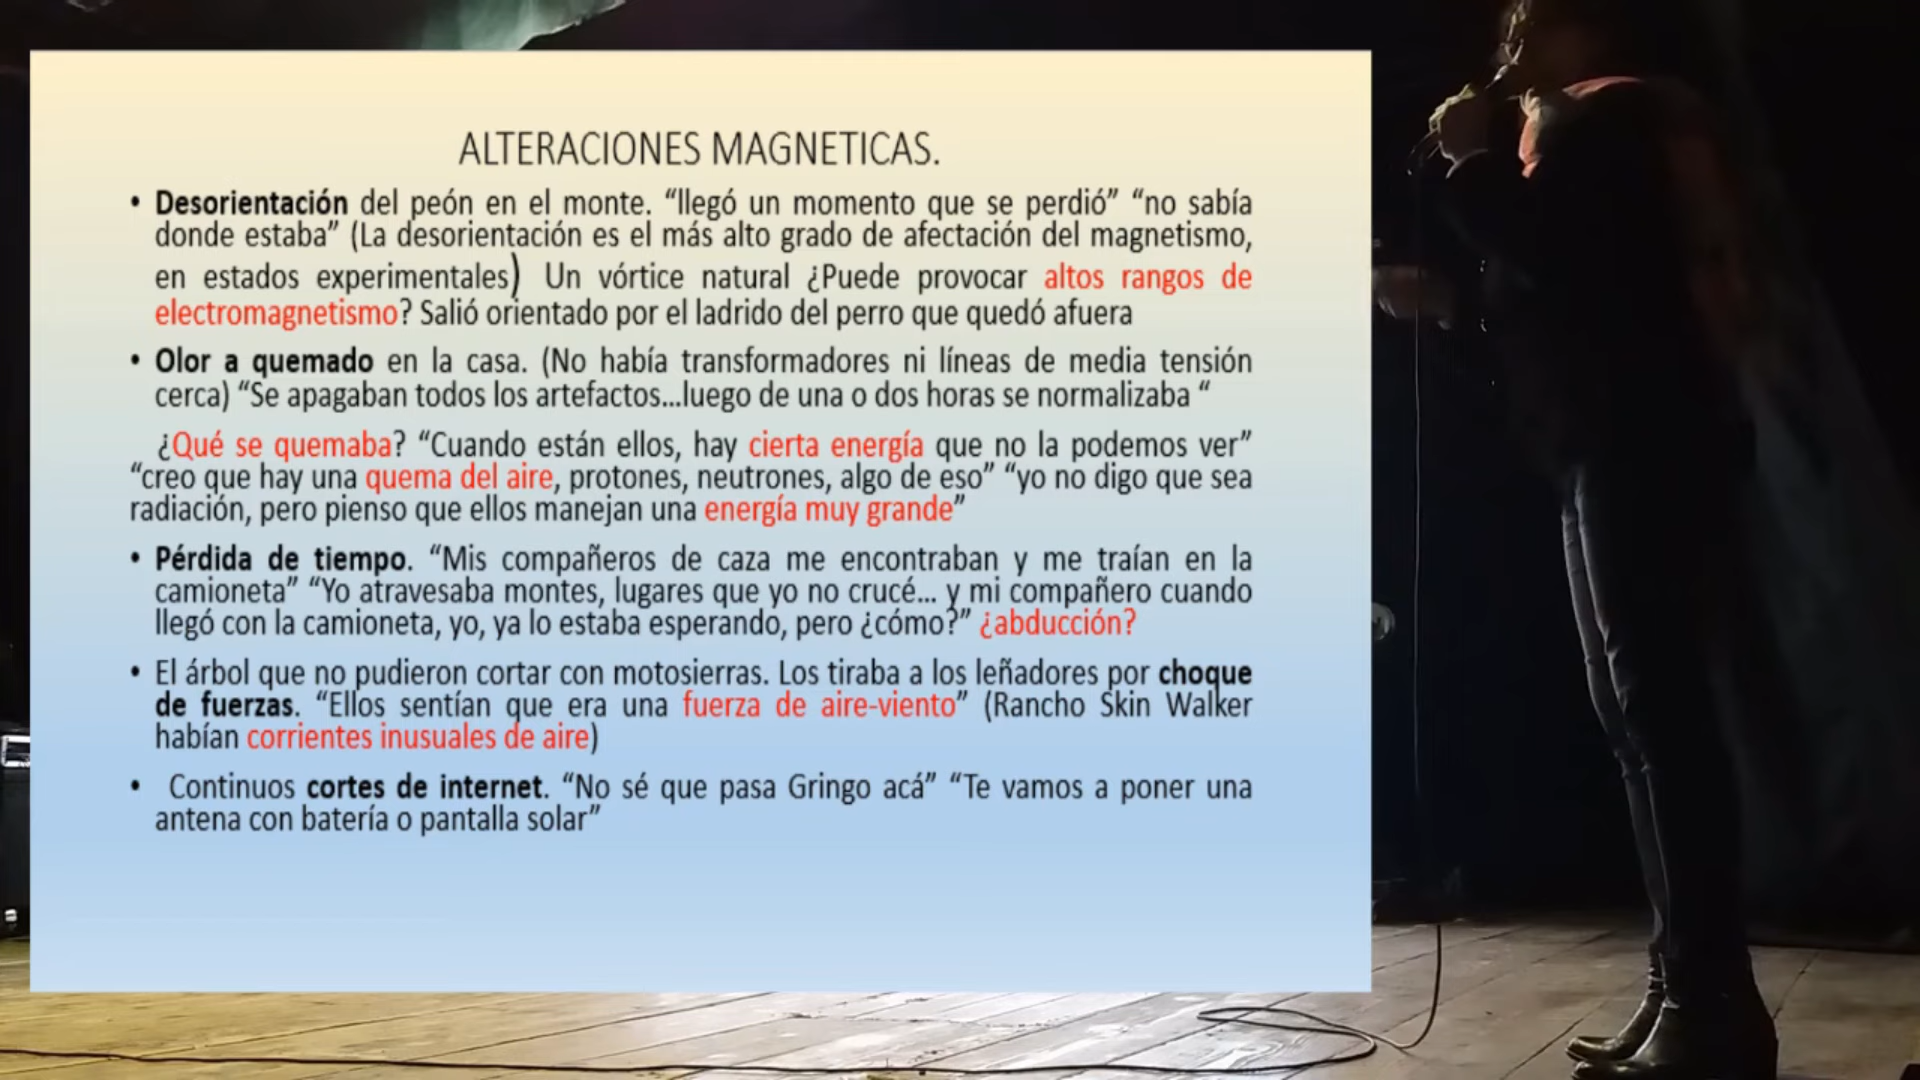 ALTERACIONES MAGNETICAS.
• Desorientación del peón en el monte. “llegó un momento que se perdió” “no sabía
donde estaba” (La desorientación es el más alto grado de afectación del magnetismo,
en estados experimentales) Un vórtice natural ¿Puede provocar altos rangos de
electromagnetismo? Salió orientado por el ladrido del perro que quedó afuera
• Olor a quemado en la casa. (No había transformadores ni líneas de media tensión
cerca) “Se apagaban todos los artefactos...luego de una o dos horas se normalizaba “
¿Qué se quemaba? “Cuando están ellos, hay cierta energía que no la podemos ver”
“creo que hay una quema del aire, protones, neutrones, algo de eso” “yo no digo que sea
radiación, pero pienso que ellos manejan una energía muy grande”
• Pérdida de tiempo. “Mis compañeros de caza me encontraban y me traían en la
camioneta” “Yo atravesaba montes, lugares que yo no crucé... y mi compañero cuando
llegó con la camioneta, yo, ya lo estaba esperando, pero ¿cómo?” ¿abducción?
• El árbol que no pudieron cortar con motosierras. Los tiraba a los leñadores por choque
de fuerzas. “Ellos sentían que era una fuerza de aire-viento” (Rancho Skin Walker
habían corrientes inusuales de aire)
• Continuos cortes de internet. “No sé que pasa Gringo acá” “Te vamos a poner una
antena con batería o pantalla solar”